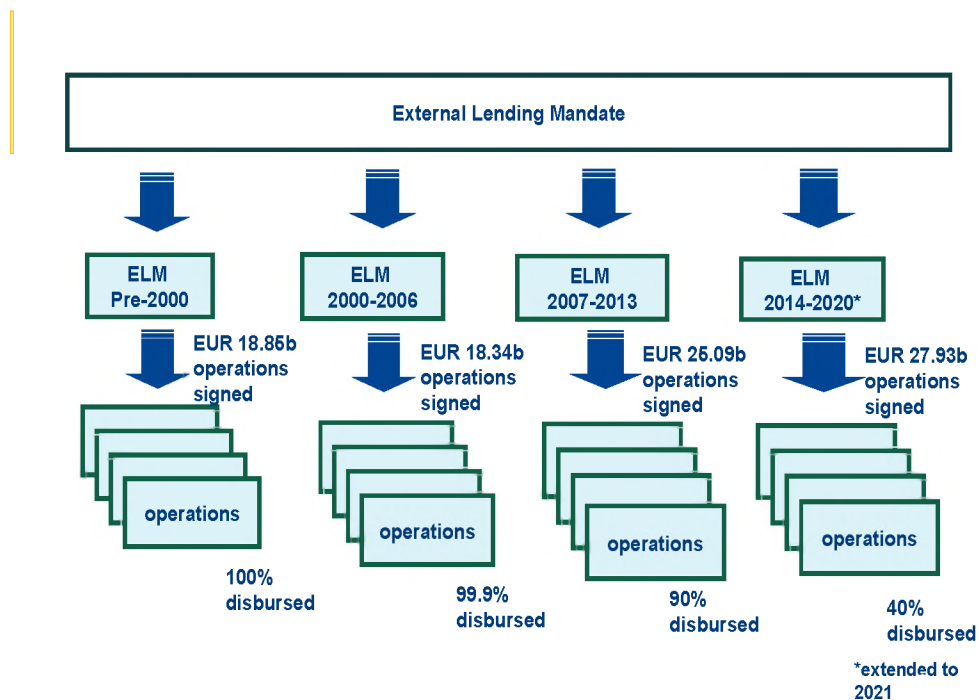 External Lending Mandate
ELM
Pre-2000
ELM
2000-2006
ELM
2007-2013
ELM
2014-2020*
EUR 18.85b
operations
signed
EUR 18.34b
operations
signed
EUR 25.09b
operations
signed
EUR 27.93b
operations
signed
operations
operations
operations
operations
100%
disbursed
99.9%
disbursed
90%
disbursed
40%
disbursed
*extended to
2021